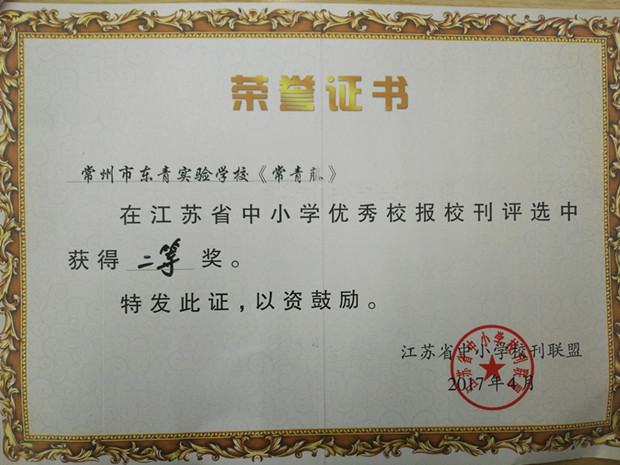 荣誉证书
常州市东青实验学校《常青》
在江苏省中小学优秀校报校刊评选中
获得 二等 奖。
特发此证,以资鼓励。
江苏省中小学校刊联盟
2017年4月